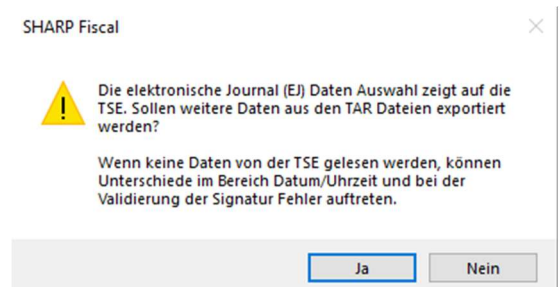 SHARP Fiscal
Die elektronische Journal (EJ) Daten Auswahl zeigt auf die
TSE. Sollen weitere Daten aus den TAR Dateien exportiert
werden?
Wenn keine Daten von der TSE gelesen werden, können
Unterschiede im Bereich Datum/Uhrzeit und bei der
Validierung der Signatur Fehler auftreten.
Ja
Nein